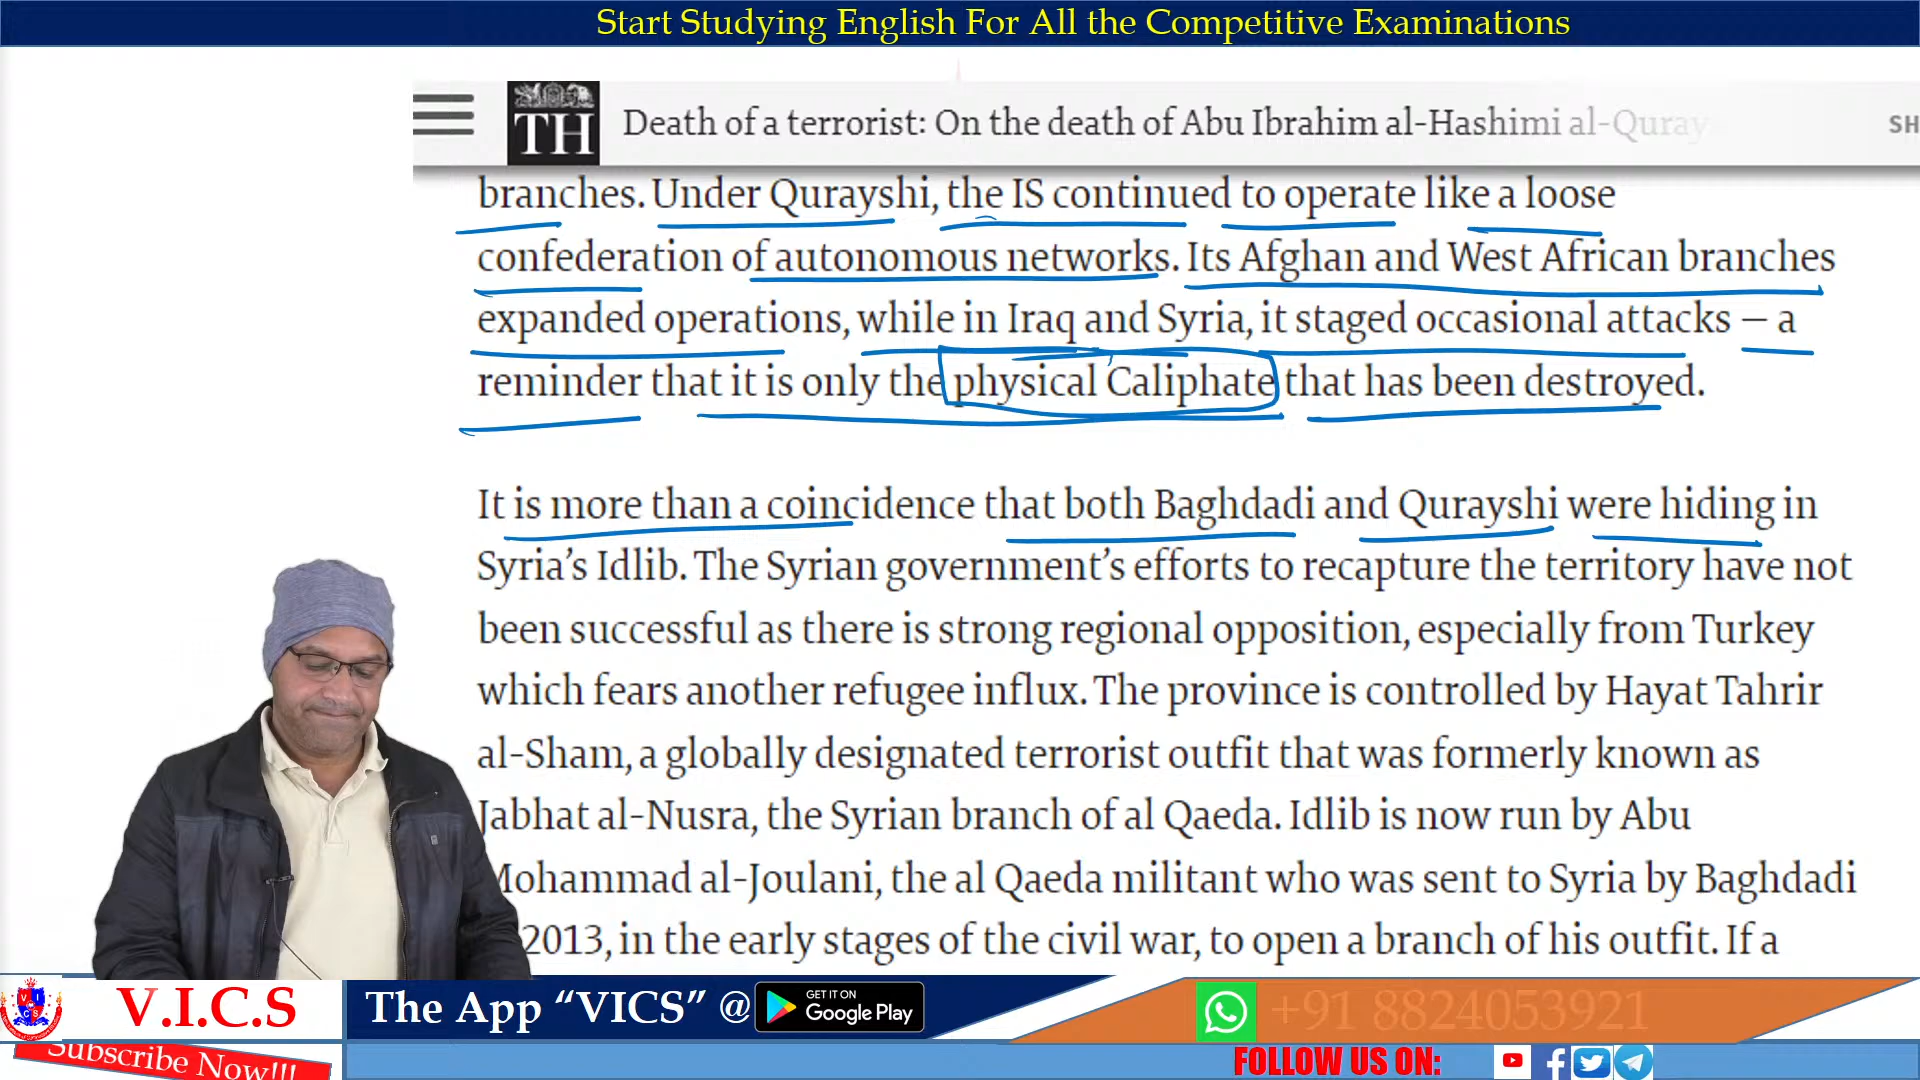 Start Studying English For All the Competitive Examinations
TH
Death of a terrorist: On the death of Abu Ibrahim al-Hashimi al-Quray
SH
branches. Under Qurayshi, the IS continued to operate like a loose
confederation of autonomous networks. Its Afghan and West African branches
expanded operations, while in Iraq and Syria, it staged occasional attacks — a
reminder that it is only the physical Caliphate that has been destroyed.
It is more than a coincidence that both Baghdadi and Qurayshi were hiding in
Syria's Idlib. The Syrian government's efforts to recapture the territory have not
been successful as there is strong regional opposition, especially from Turkey
which fears another refugee influx. The province is controlled by Hayat Tahrir
al-Sham, a globally designated terrorist outfit that was formerly known as
Jabhat al-Nusra, the Syrian branch of al Qaeda. Idlib is now run by Abu
Mohammad al-Joulani, the al Qaeda militant who was sent to Syria by Baghdadi
2013, in the early stages of the civil war, to open a branch of his outfit. If a
V.I.C.S
The App “VICS” @
GET IT ON
Google Play
+91 8824053921
Subscribe Now!!!
FOLLOW US ON: